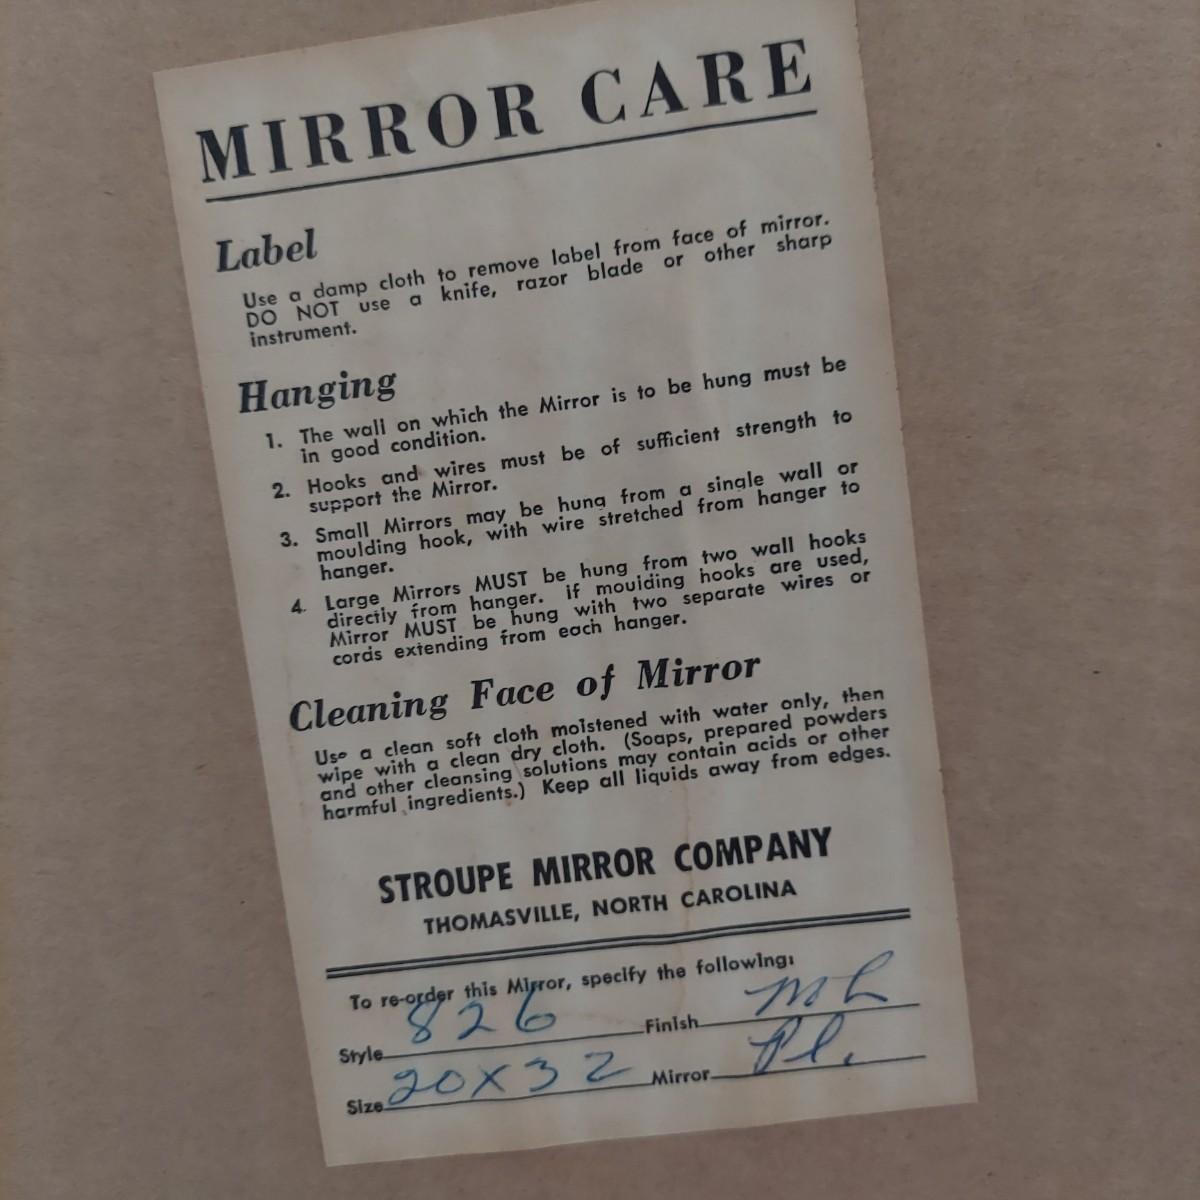 MIRROR CARE
Label
Use a damp cloth to remove label from face of mirror.
DO NOT use a knife, razor blade or other sharp
instrument.
Hanging
1. The wall on which the Mirror is to be hung must be
in good condition.
2. Hooks and wires must be of sufficient strength to
support the Mirror.
3. Small Mirrors may be hung from a single wall or
moulding hook, with wire stretched from hanger to
hanger.
4. Large Mirrors MUST be hung from two wall hooks
directly from hanger. if moulding hooks are used,
Mirror MUST be hung with two separate wires or
cords extending from each hanger.
Cleaning Face of Mirror
Use a clean soft cloth moistened with water only, then
wipe with a clean dry cloth. (Soaps, prepared powders
and other cleansing solutions may contain acids or other
harmful ingredients.) Keep all liquids away from edges.
STROUPE MIRROR COMPANY
THOMASVILLE, NORTH CAROLINA
To re-order this Mirror, specify the following:
Style 826 Finish
Size 20X32 Mirror Pl.